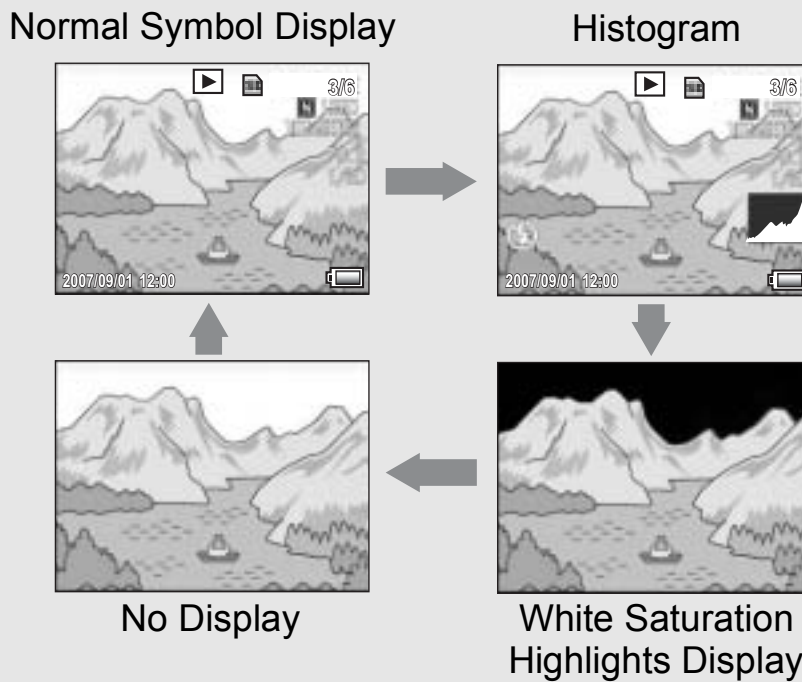 Normal Symbol Display
Histogram
3/6
3/6
2007/09/01 12:00
2007/09/01 12:00
No Display
White Saturation
Highlights Display